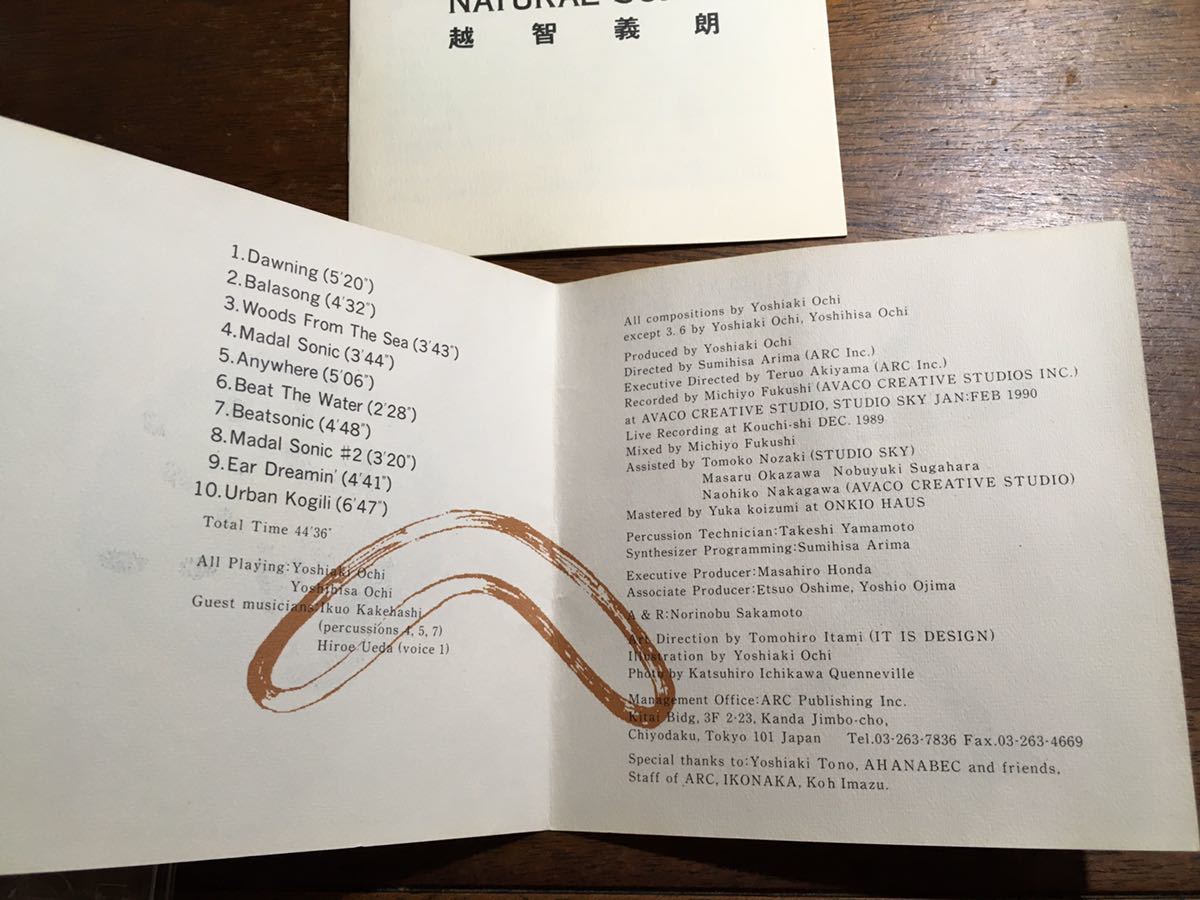 NATURAL
越智義朗
1.Dawning (5'20")
2.Balasong (4'32")
3.Woods From The Sea (3'43")
4.Madal Sonic (3'44")
5.Anywhere (5'06")
6.Beat The Water (2'28")
7.Beatsonic (4'48")
8.Madal Sonic #2 (3'20")
9.Ear Dreamin' (4'41")
10.Urban Kogili (6'47")
Total Time 44'36"
All Playing:Yoshiaki Ochi
Yoshihisa Ochi
Guest musicians:Ikuo Kakehashi
(percussions 4, 5, 7)
Hiroe Ueda (voice 1)
All compositions by Yoshiaki Ochi
except 3. 6 by Yoshiaki Ochi, Yoshihisa Ochi
Produced by Yoshiaki Ochi
Directed by Sumihisa Arima (ARC Inc.)
Executive Directed by Teruo Akiyama (ARC Inc.)
Recorded by Michiyo Fukushi (AVACO CREATIVE STUDIOS INC.)
at AVACO CREATIVE STUDIO, STUDIO SKY JAN:FEB 1990
Live Recording at Kouchi-shi DEC. 1989
Mixed by Michiyo Fukushi
Assisted by Tomoko Nozaki (STUDIO SKY)
Masaru Okazawa Nobuyuki Sugahara
Naohiko Nakagawa (AVACO CREATIVE STUDIO)
Mastered by Yuka koizumi at ONKIO HAUS
Percussion Technician:Takeshi Yamamoto
Synthesizer Programming:Sumihisa Arima
Executive Producer:Masahiro Honda
Associate Producer:Etsuo Oshime, Yoshio Ojima
A & R:Norinobu Sakamoto
Art Direction by Tomohiro Itami (IT IS DESIGN)
Illustration by Yoshiaki Ochi
Photo by Katsuhiro Ichikawa Quenneville
Management Office:ARC Publishing Inc.
Kitai Bidg, 3F 2-23, Kanda Jimbo-cho,
Chiyodaku, Tokyo 101 Japan Tel.03-263-7836 Fax.03-263-4669
Special thanks to:Yoshiaki Tono, AHANABEC and friends,
Staff of ARC, IKONAKA, Koh Imazu.